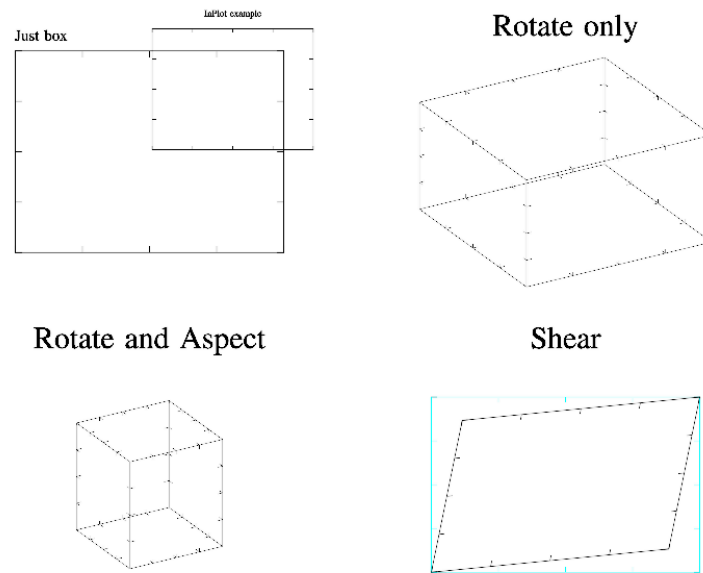 InPlot example
Just box
Rotate only
Rotate and Aspect
Shear